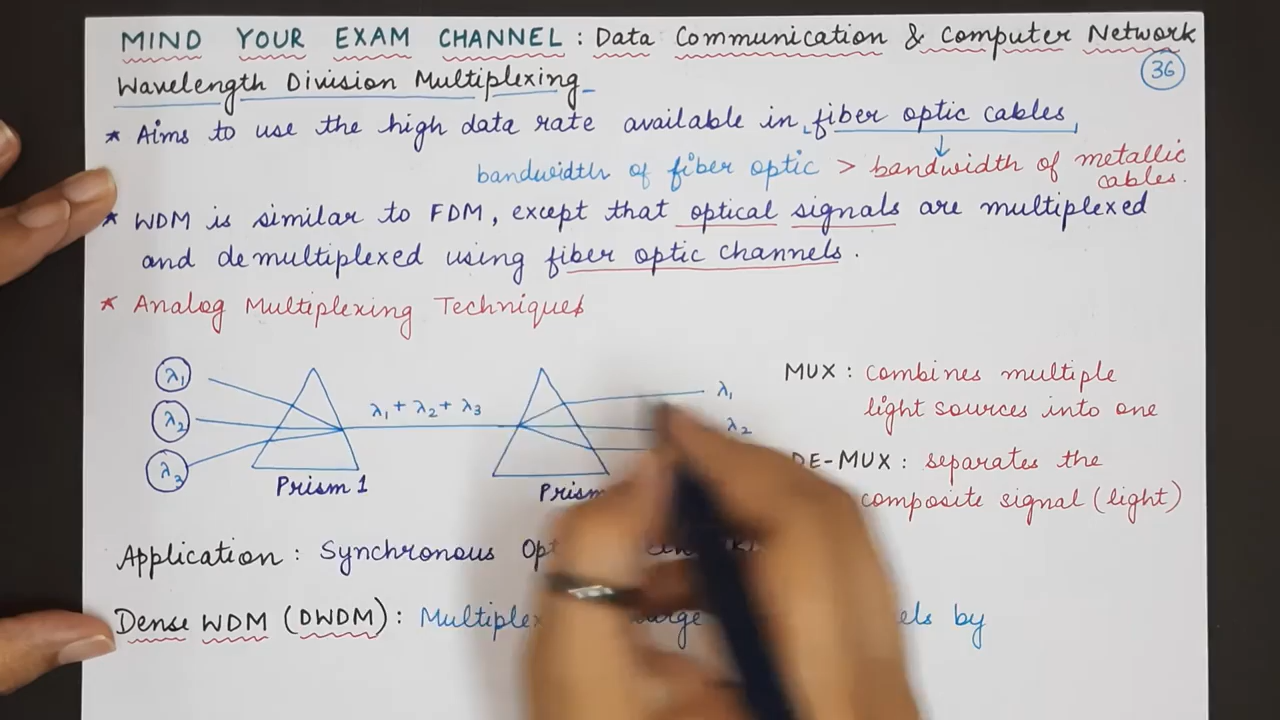 MIND YOUR EXAM CHANNEL : Data Communication & Computer Network
36
Wavelength Division Multiplexing
* Aims to use the high data rate available in fiber optic cables
bandwidth of fiber optic > bandwidth of metallic
cables.
* WDM is similar to FDM, except that optical signals are multiplexed
and demultiplexed using fiber optic channels.
* Analog Multiplexing Techniques
λ1
λ2
λ3
λ1 + λ2 + λ3
Prism 1
λ1
λ2
Prism
MUX : combines multiple
light sources into one
DE-MUX : separates the
composite signal (light)
Application : Synchronous
Dense WDM (DWDM) : by